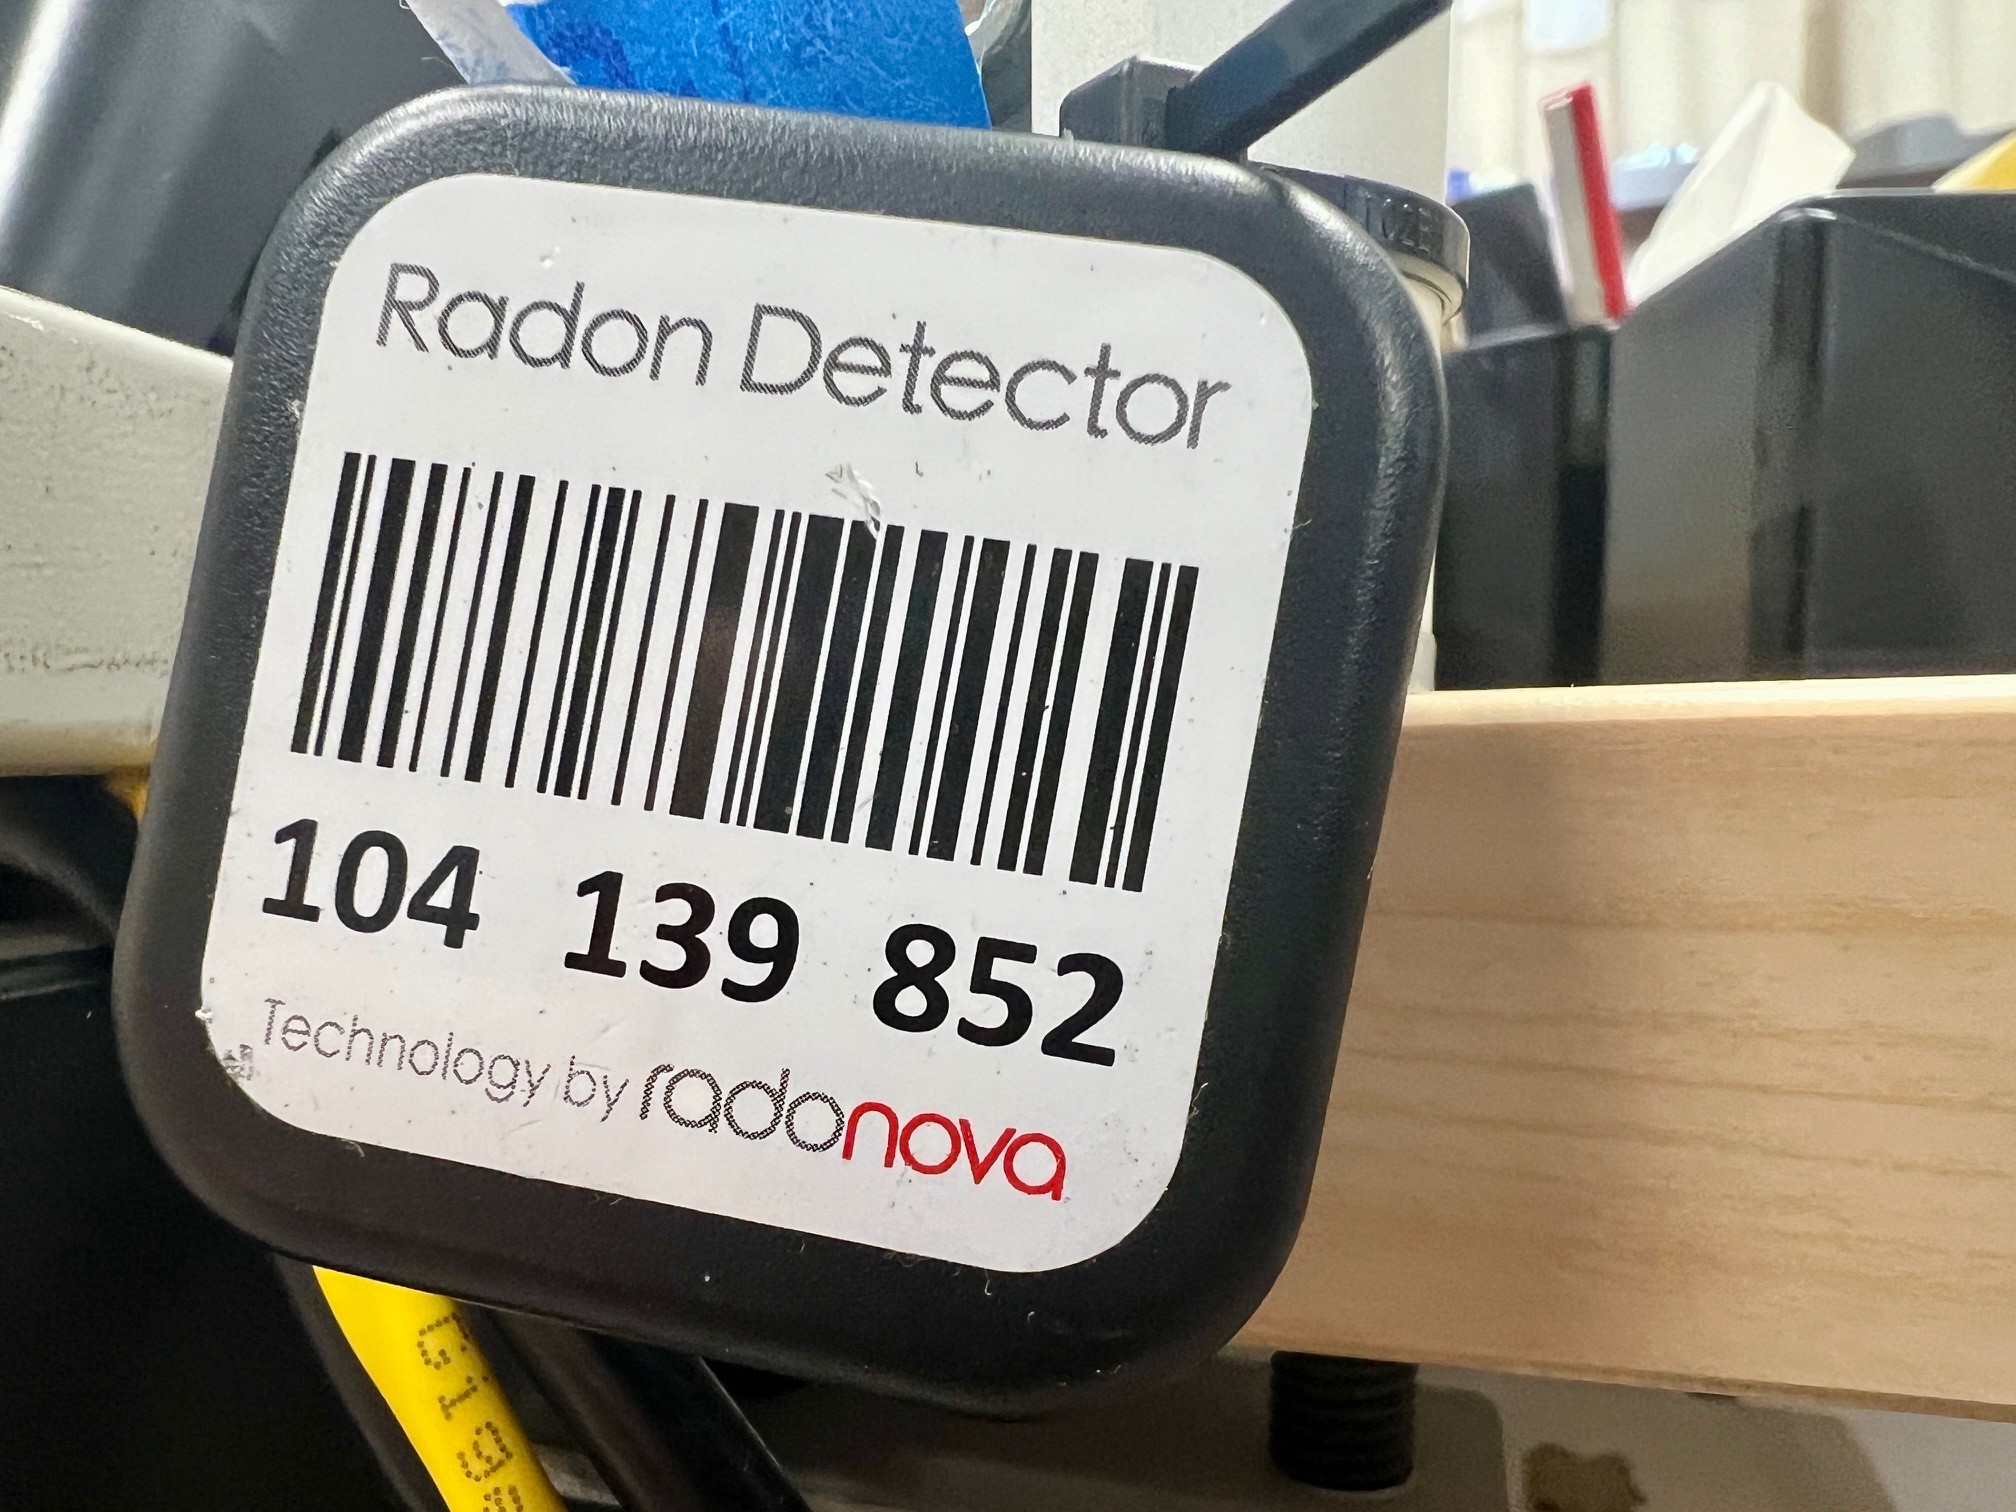 Radon Detector
104 139 852
Technology by radonova